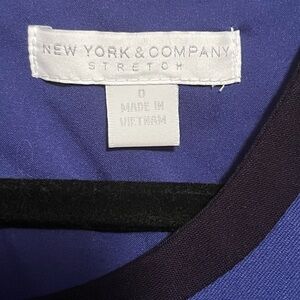 NEW YORK & COMPANY
STRETCH
0
MADE IN
VIETNAM